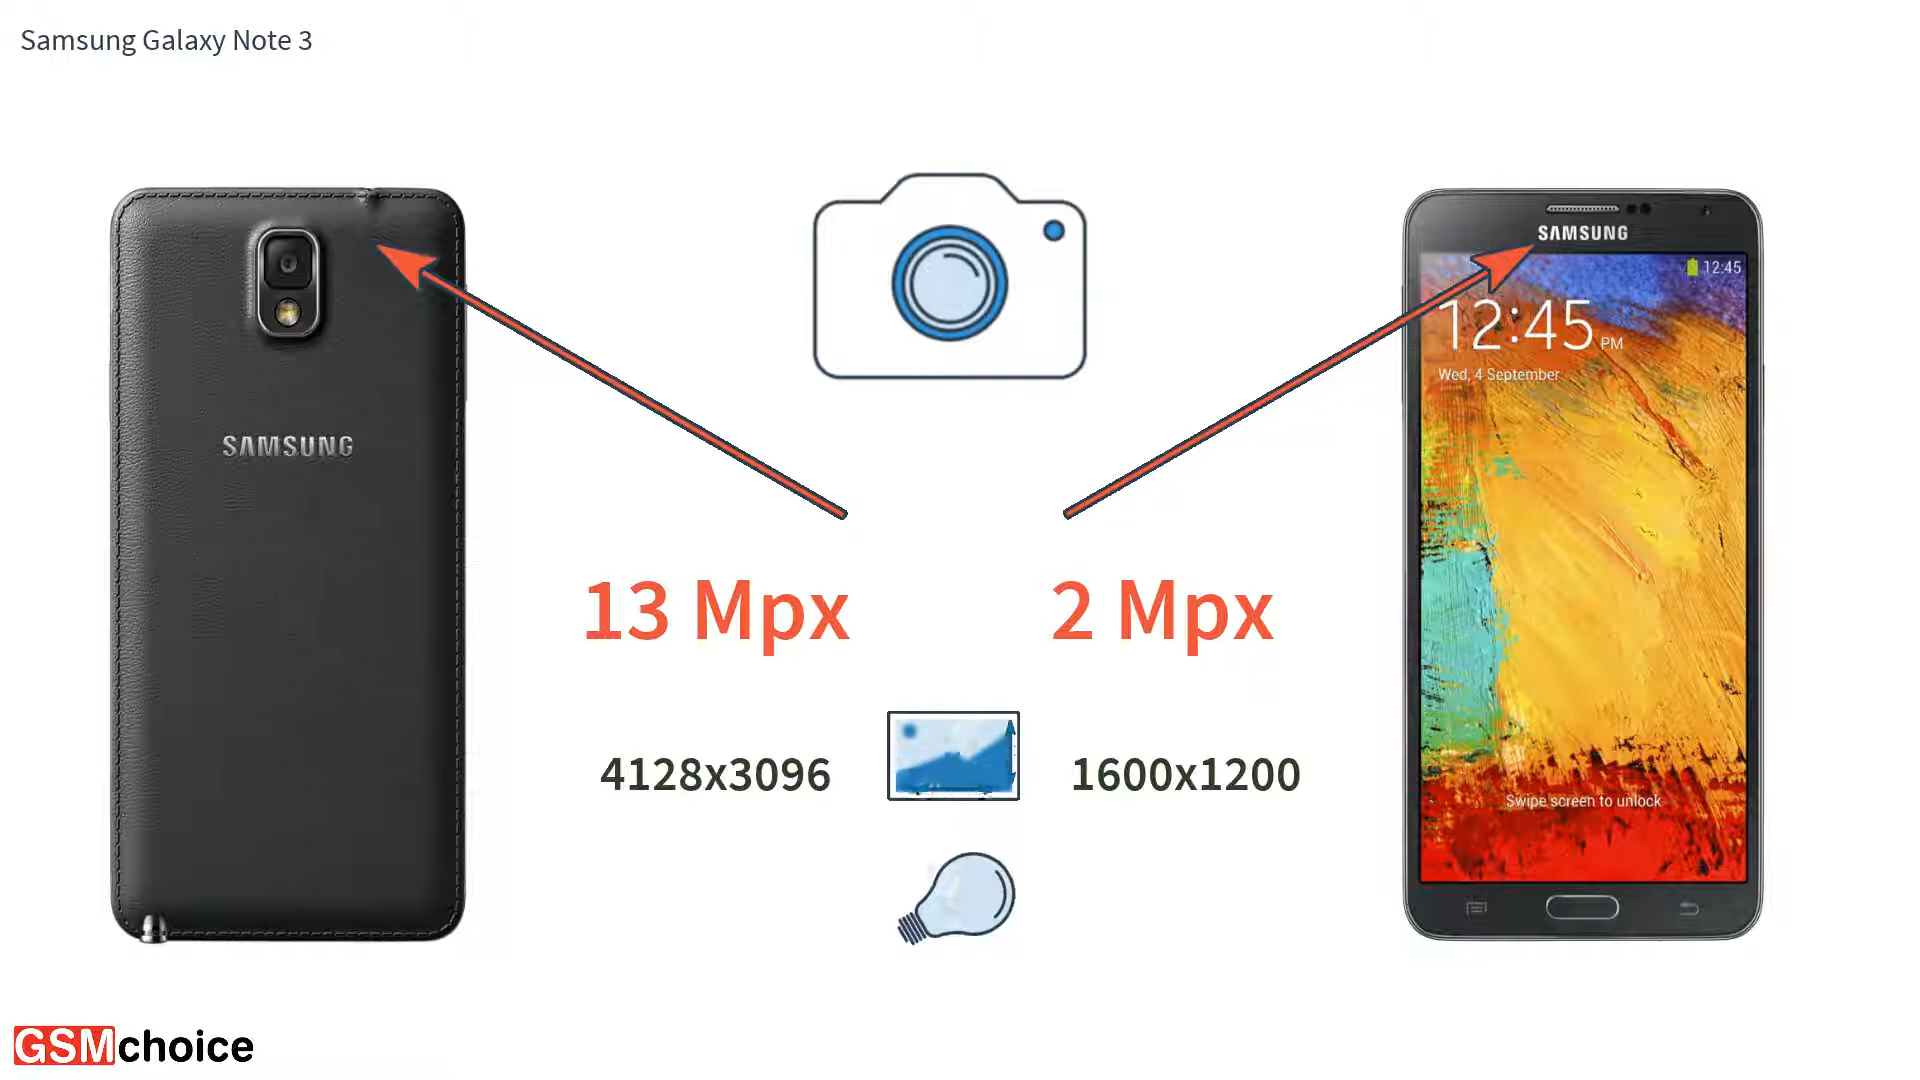 Samsung Galaxy Note 3
SAMSUNG
SAMSUNG
12:45
12:45 PM
Wed, 4 September
13 Mpx
2 Mpx
4128x3096
1600x1200
Swipe screen to unlock
GSMchoice